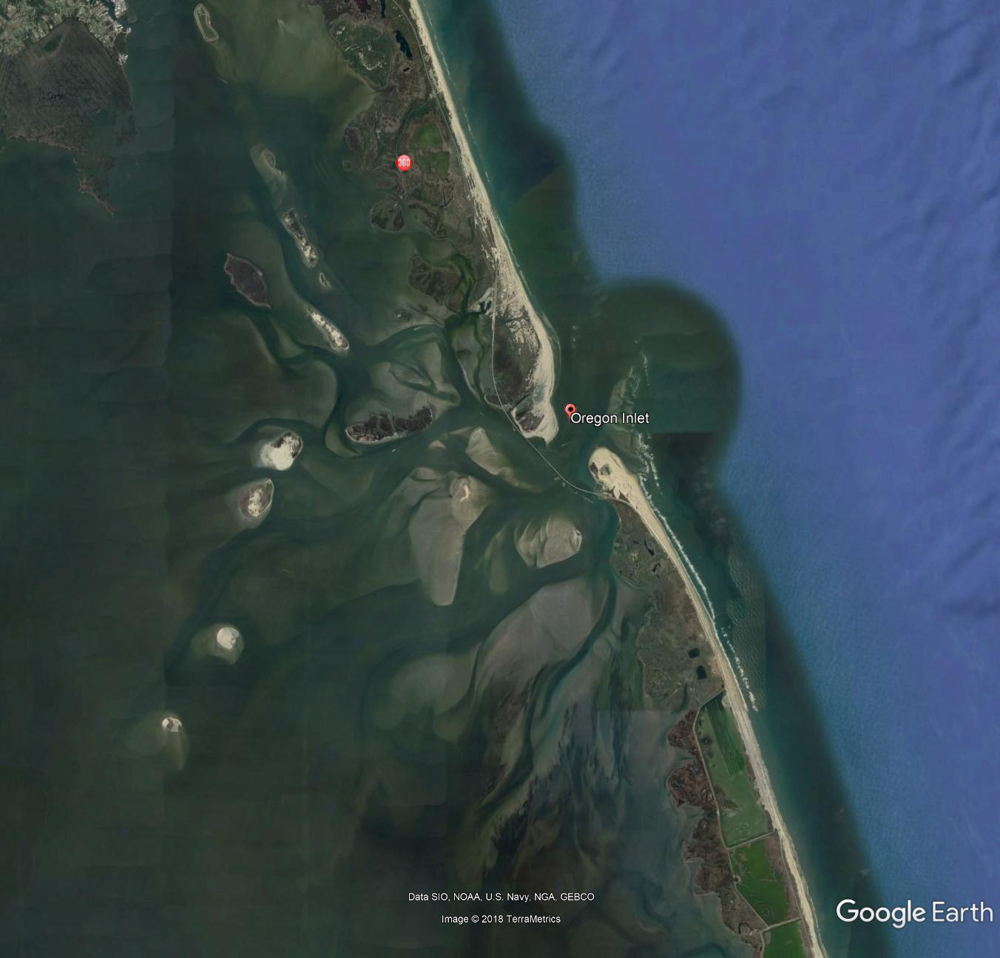 360
Oregon Inlet
Data SIO, NOAA, U.S. Navy, NGA, GEBCO
Image © 2018 TerraMetrics
Google Earth